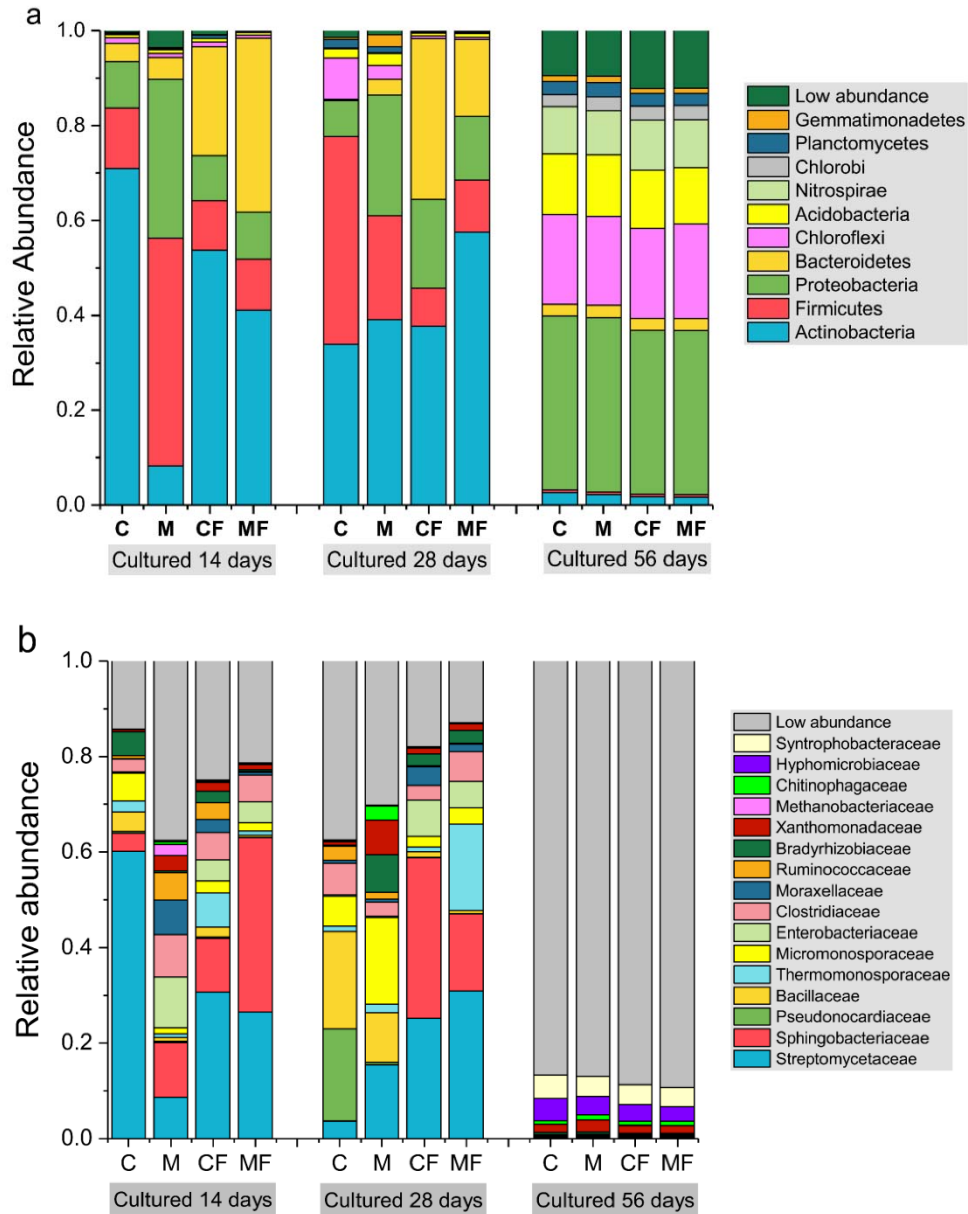 a
Relative Abundance
1.0
0.8
0.6
0.4
0.2
0.0
C M CF MF C M CF MF C M CF MF
Cultured 14 days Cultured 28 days Cultured 56 days
Low abundance
Gemmatimonadetes
Planctomycetes
Chlorobi
Nitrospirae
Acidobacteria
Chloroflexi
Bacteroidetes
Proteobacteria
Firmicutes
Actinobacteria
b
Relative abundance
1.0
0.8
0.6
0.4
0.2
0.0
C M CF MF C M CF MF C M CF MF
Cultured 14 days Cultured 28 days Cultured 56 days
Low abundance
Syntrophobacteraceae
Hyphomicrobiaceae
Chitinophagaceae
Methanobacteriaceae
Xanthomonadaceae
Bradyrhizobiaceae
Ruminococcaceae
Moraxellaceae
Clostridiaceae
Enterobacteriaceae
Micromonosporaceae
Thermomonosporaceae
Bacillaceae
Pseudonocardiaceae
Sphingobacteriaceae
Streptomycetaceae